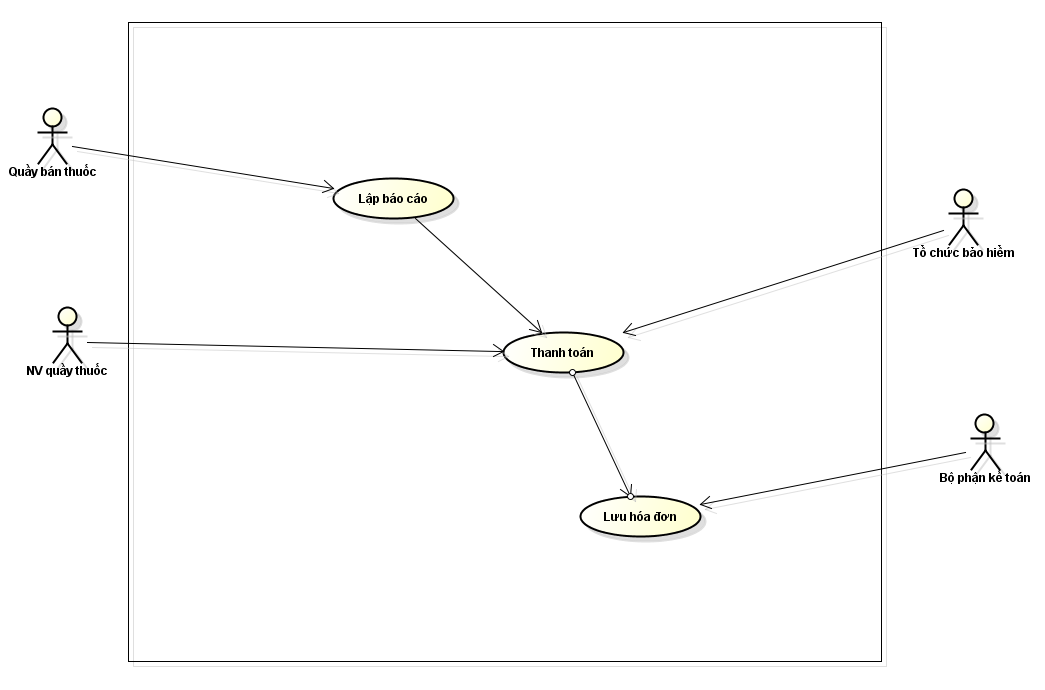 Quầy bán thuốc
Lập báo cáo
Tổ chức bảo hiểm
NV quầy thuốc
Thanh toán
Bộ phận kế toán
Lưu hóa đơn